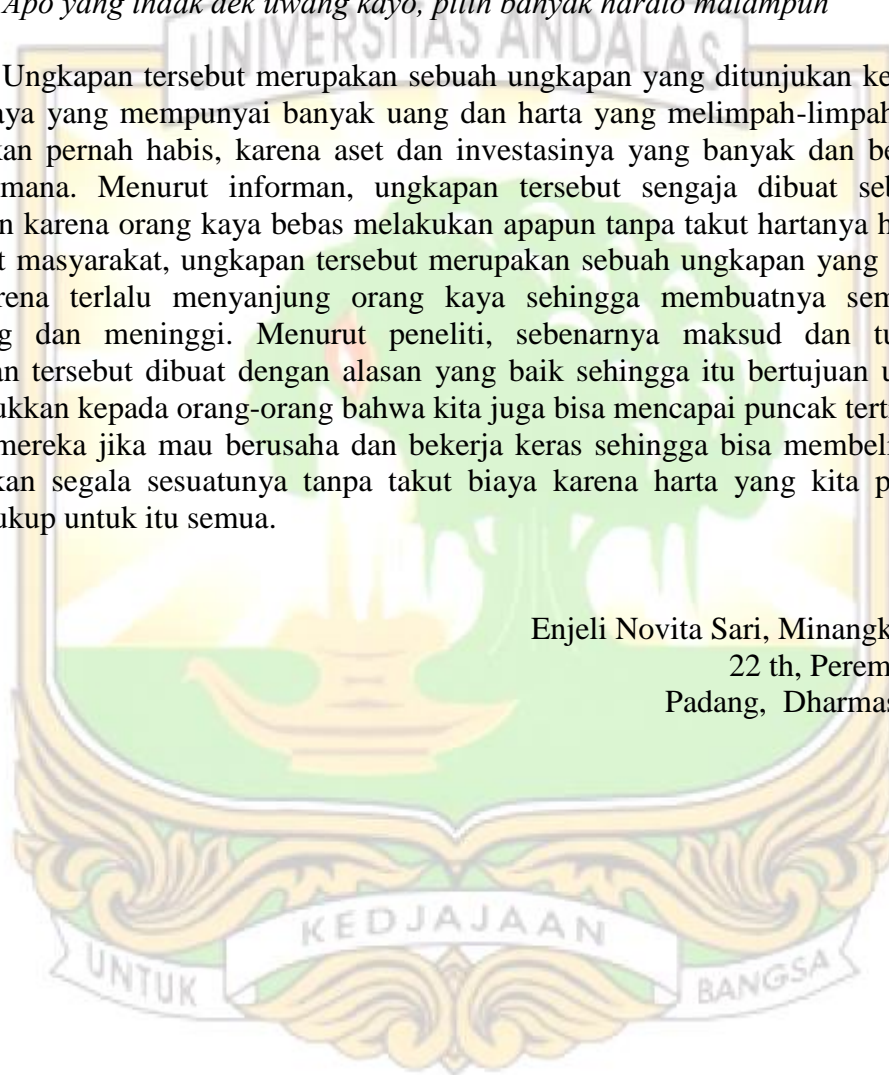 Apo yang indak dek uwang kayo, pitih banyak harato malampuh
UNIVERSITAS ANDALAS
Ungkapan tersebut merupakan sebuah ungkapan yang ditunjukan ke
aya yang mempunyai banyak uang dan harta yang melimpah-limpah
kan pernah habis, karena aset dan investasinya yang banyak dan be
mana. Menurut informan, ungkapan tersebut sengaja dibuat seb
n karena orang kaya bebas melakukan apapun tanpa takut hartanya h
t masyarakat, ungkapan tersebut merupakan sebuah ungkapan yang
rena terlalu menyanjung orang kaya sehingga membuatnya sem
g dan meninggi. Menurut peneliti, sebenarnya maksud dan tu
an tersebut dibuat dengan alasan yang baik sehingga itu bertujuan u
ukkan kepada orang-orang bahwa kita juga bisa mencapai puncak terti
mereka jika mau berusaha dan bekerja keras sehingga bisa membeli
kan segala sesuatunya tanpa takut biaya karena harta yang kita p
ukup untuk itu semua.
Enjeli Novita Sari, Minangk
22 th, Perem
Padang, Dharmas
KEDJAJAAN
UNTUK
BANGSA